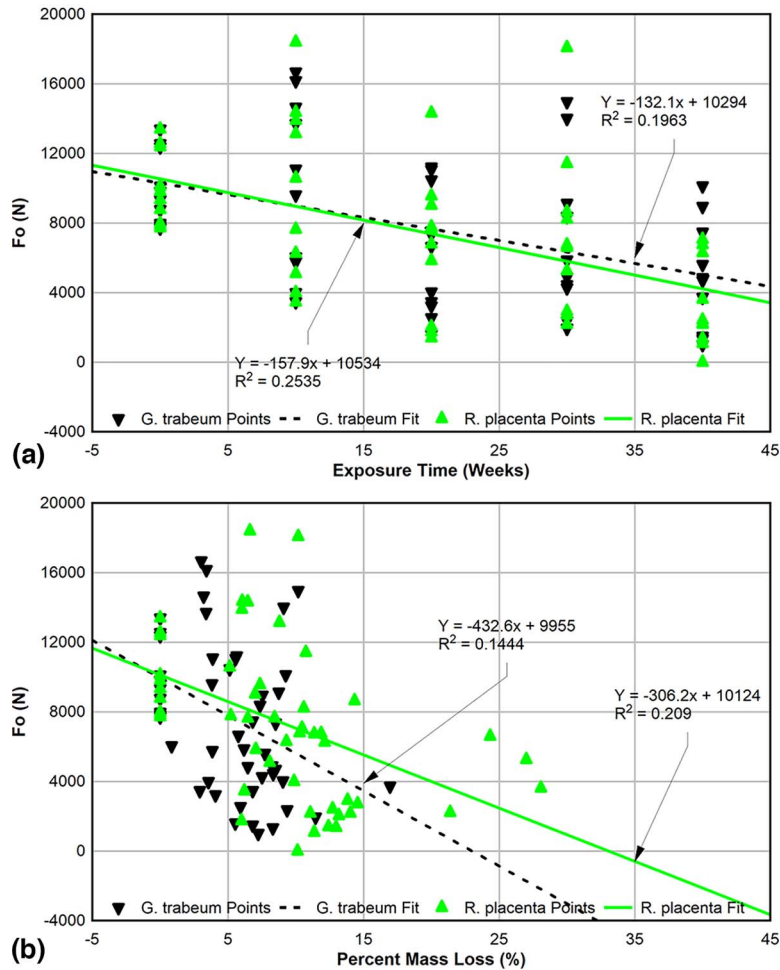 20000
16000
12000
8000
4000
0
-4000
Fo (N)
Y = -132.1x + 10294
R² = 0.1963
Y = -157.9x + 10534
R² = 0.2535
G. trabeum Points
G. trabeum Fit
R. placenta Points
R. placenta Fit
-5 5 15 25 35 45
(a)
Exposure Time (Weeks)
20000
16000
12000
8000
4000
0
-4000
Fo (N)
Y = -432.6x + 9955
R² = 0.1444
Y = -306.2x + 10124
R² = 0.209
G. trabeum Points
G. trabeum Fit
R. placenta Points
R. placenta Fit
-5 5 15 25 35 45
(b)
Percent Mass Loss (%)